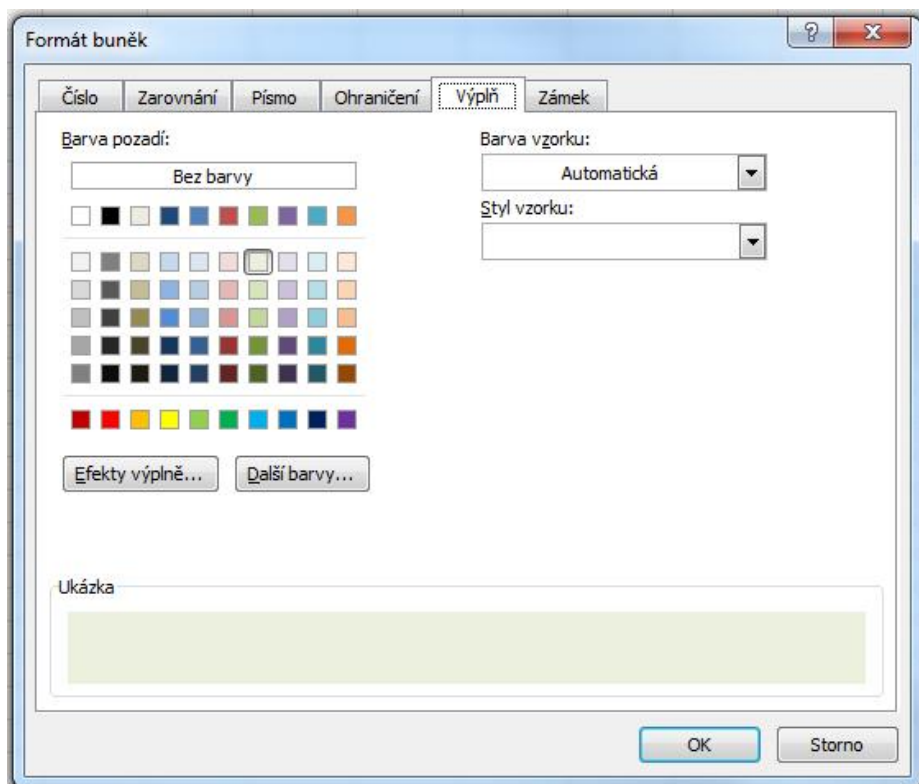 Formát buněk
Číslo Zarovnání Písmo Ohraničení Výplň Zámek
Barva pozadí:
Bez barvy
Efekty výplně... Další barvy...
Barva vzorku:
Automatická
Styl vzorku:
Ukázka
OK Storno